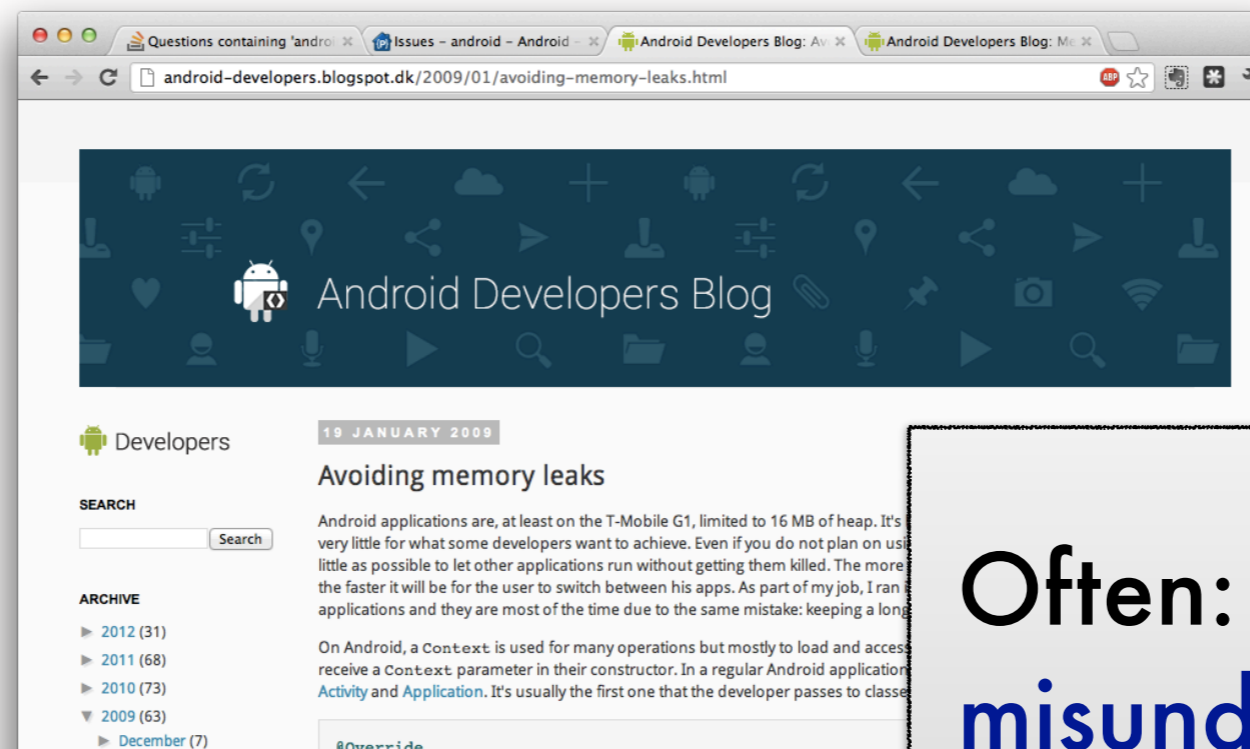 Questions containing 'androi
Issues – android – Android –
Android Developers Blog: Av
Android Developers Blog: Me
android-developers.blogspot.dk/2009/01/avoiding-memory-leaks.html
ABP
Android Developers Blog
Developers
19 JANUARY 2009
Avoiding memory leaks
SEARCH
Search
Android applications are, at least on the T-Mobile G1, limited to 16 MB of heap. It's
very little for what some developers want to achieve. Even if you do not plan on usi
little as possible to let other applications run without getting them killed. The more
the faster it will be for the user to switch between his apps. As part of my job, I ran
applications and they are most of the time due to the same mistake: keeping a long
ARCHIVE
2012 (31)
2011 (68)
2010 (73)
2009 (63)
December (7)
On Android, a Context is used for many operations but mostly to load and acces
receive a Context parameter in their constructor. In a regular Android application
Activity and Application. It's usually the first one that the developer passes to classe
@Override
Often:
misund